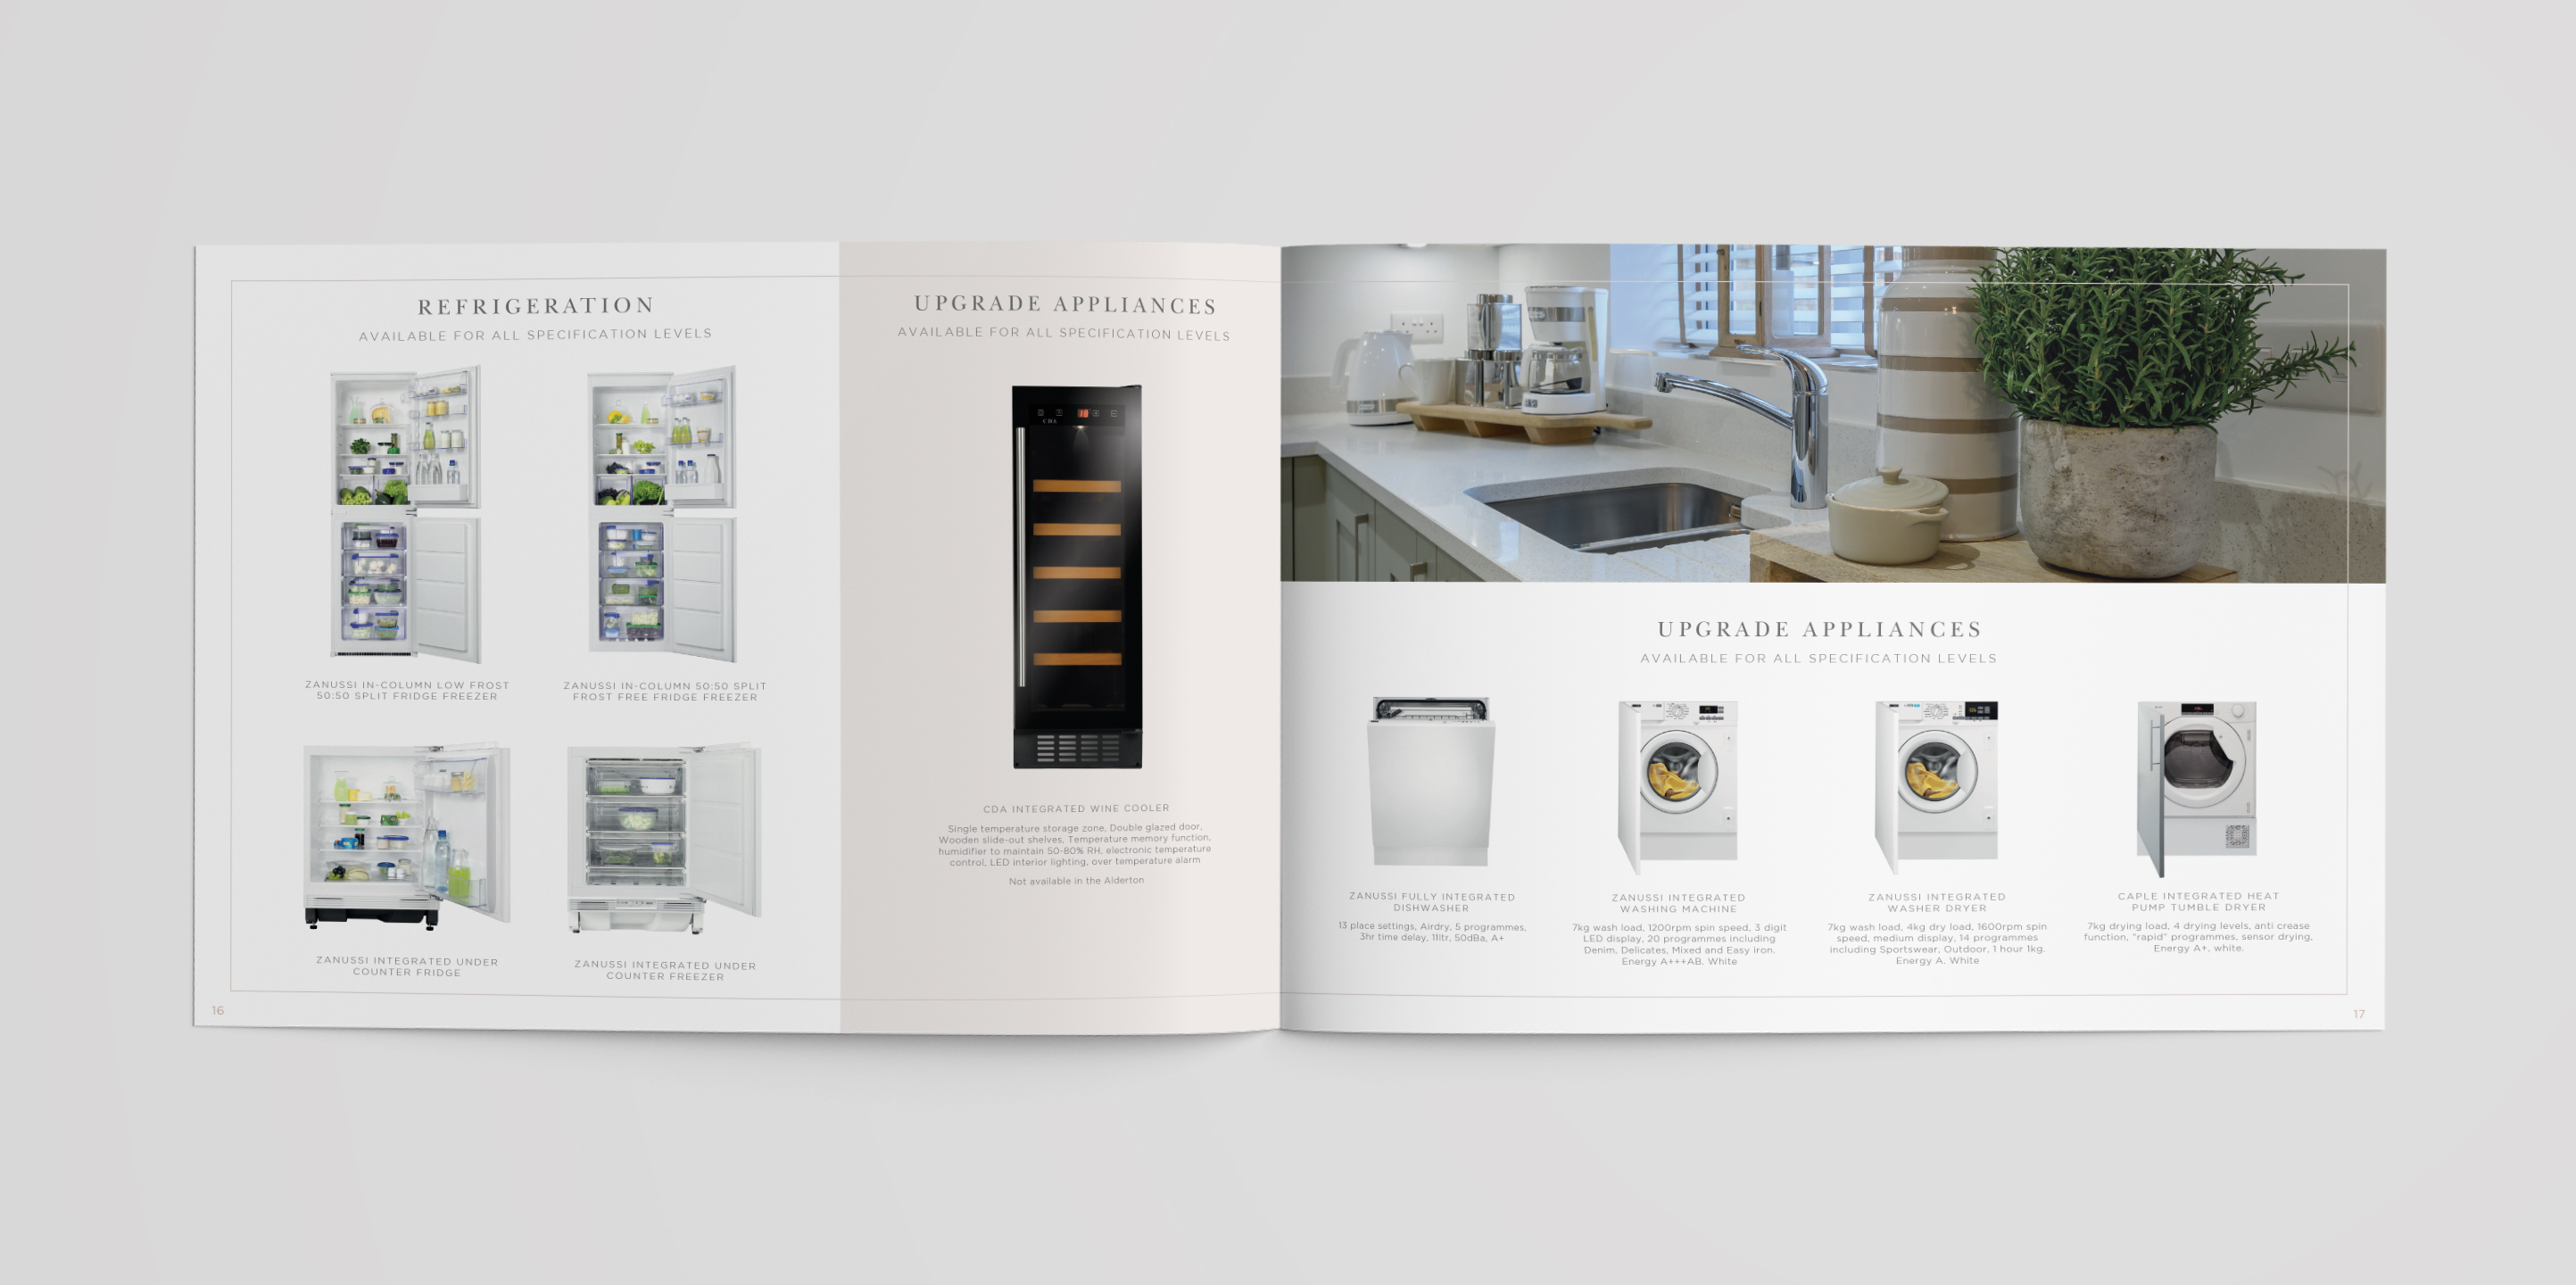 REFRIGERATION
AVAILABLE FOR ALL SPECIFICATION LEVELS
ZANUSSI IN-COLUMN LOW FROST
50:50 SPLIT FRIDGE FREEZER
ZANUSSI IN-COLUMN 50:50 SPLIT
FROST FREE FRIDGE FREEZER
ZANUSSI INTEGRATED UNDER
COUNTER FRIDGE
ZANUSSI INTEGRATED UNDER
COUNTER FREEZER
16
UPGRADE APPLIANCES
AVAILABLE FOR ALL SPECIFICATION LEVELS
CDA
CDA INTEGRATED WINE COOLER
Single temperature storage zone, Double glazed door,
Wooden slide-out shelves, Temperature memory function,
humidifier to maintain 50-80% RH, electronic temperature
control, LED interior lighting, over temperature alarm
Not available in the Alderton
UPGRADE APPLIANCES
AVAILABLE FOR ALL SPECIFICATION LEVELS
ZANUSSI FULLY INTEGRATED
DISHWASHER
13 place settings, Airdry, 5 programmes,
3hr time delay, 11ltr, 50dBa, A+
ZANUSSI INTEGRATED
WASHING MACHINE
7kg wash load, 1200rpm spin speed, 3 digit
LED display, 20 programmes including
Denim, Delicates, Mixed and Easy iron.
Energy A+++AB. White
ZANUSSI INTEGRATED
WASHER DRYER
7kg wash load, 4kg dry load, 1600rpm spin
speed, medium display, 14 programmes
including Sportswear, Outdoor, 1 hour 1kg.
Energy A. White
CAPLE INTEGRATED HEAT
PUMP TUMBLE DRYER
7kg drying load, 4 drying levels, anti crease
function, "rapid" programmes, sensor drying,
Energy A+, white.
17